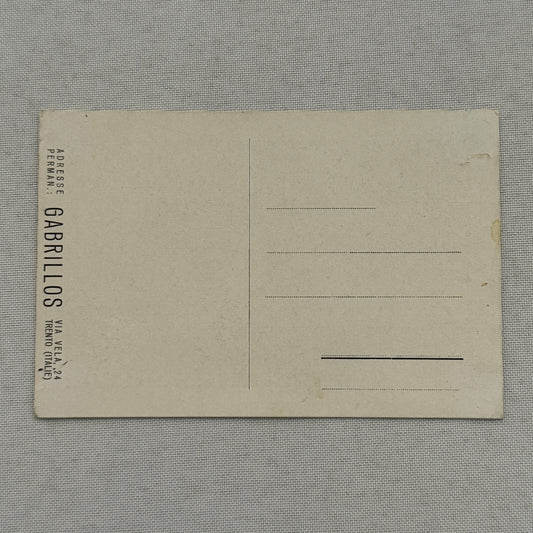 ADRESSE
PERMAN.:
GABRILLOS
VIA VELA, 24
TRENTO (ITALIE)